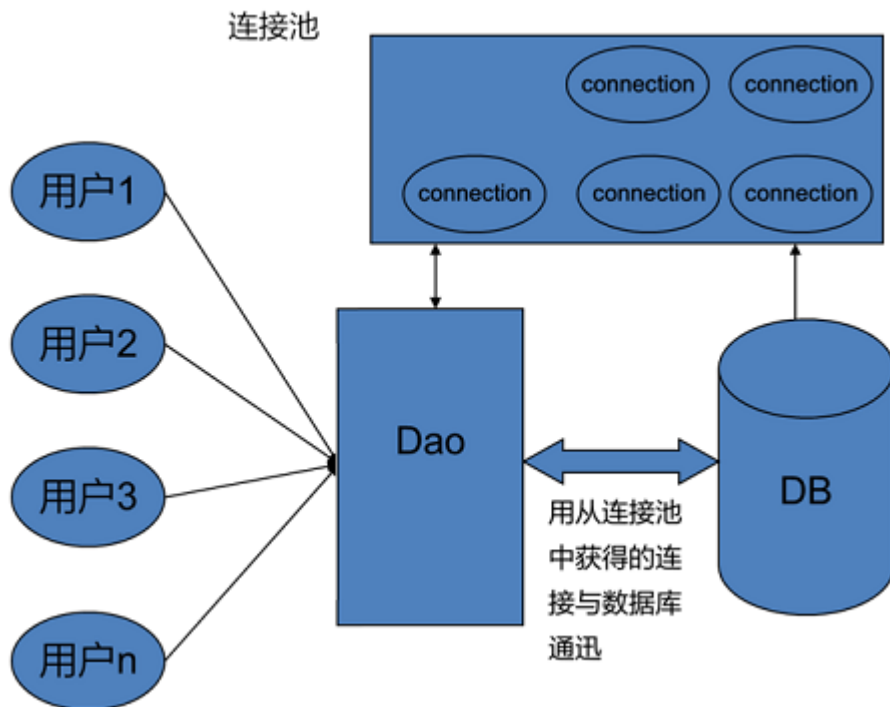 连接池
connection
connection
connection
connection
connection
用户1
用户2
用户3
用户n
Dao
用从连接池
中获得的连
接与数据库
通迅
DB